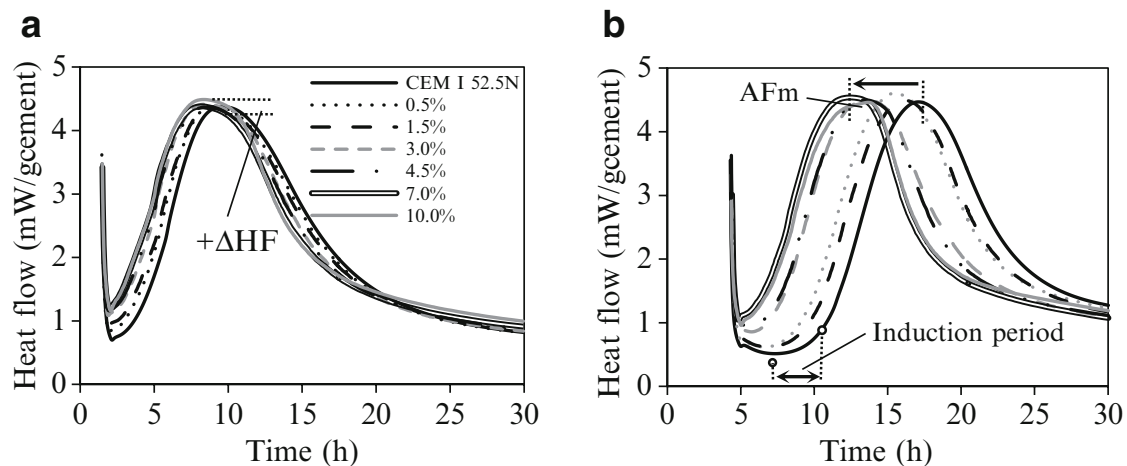 a
Heat flow (mW/gcement)
5
4
3
2
1
0
0 5 10 15 20 25 30
Time (h)
CEM I 52.5N
0.5%
1.5%
3.0%
4.5%
7.0%
10.0%
+ΔHF
b
Heat flow (mW/gcement)
5
4
3
2
1
0
0 5 10 15 20 25 30
Time (h)
AFm
Induction period